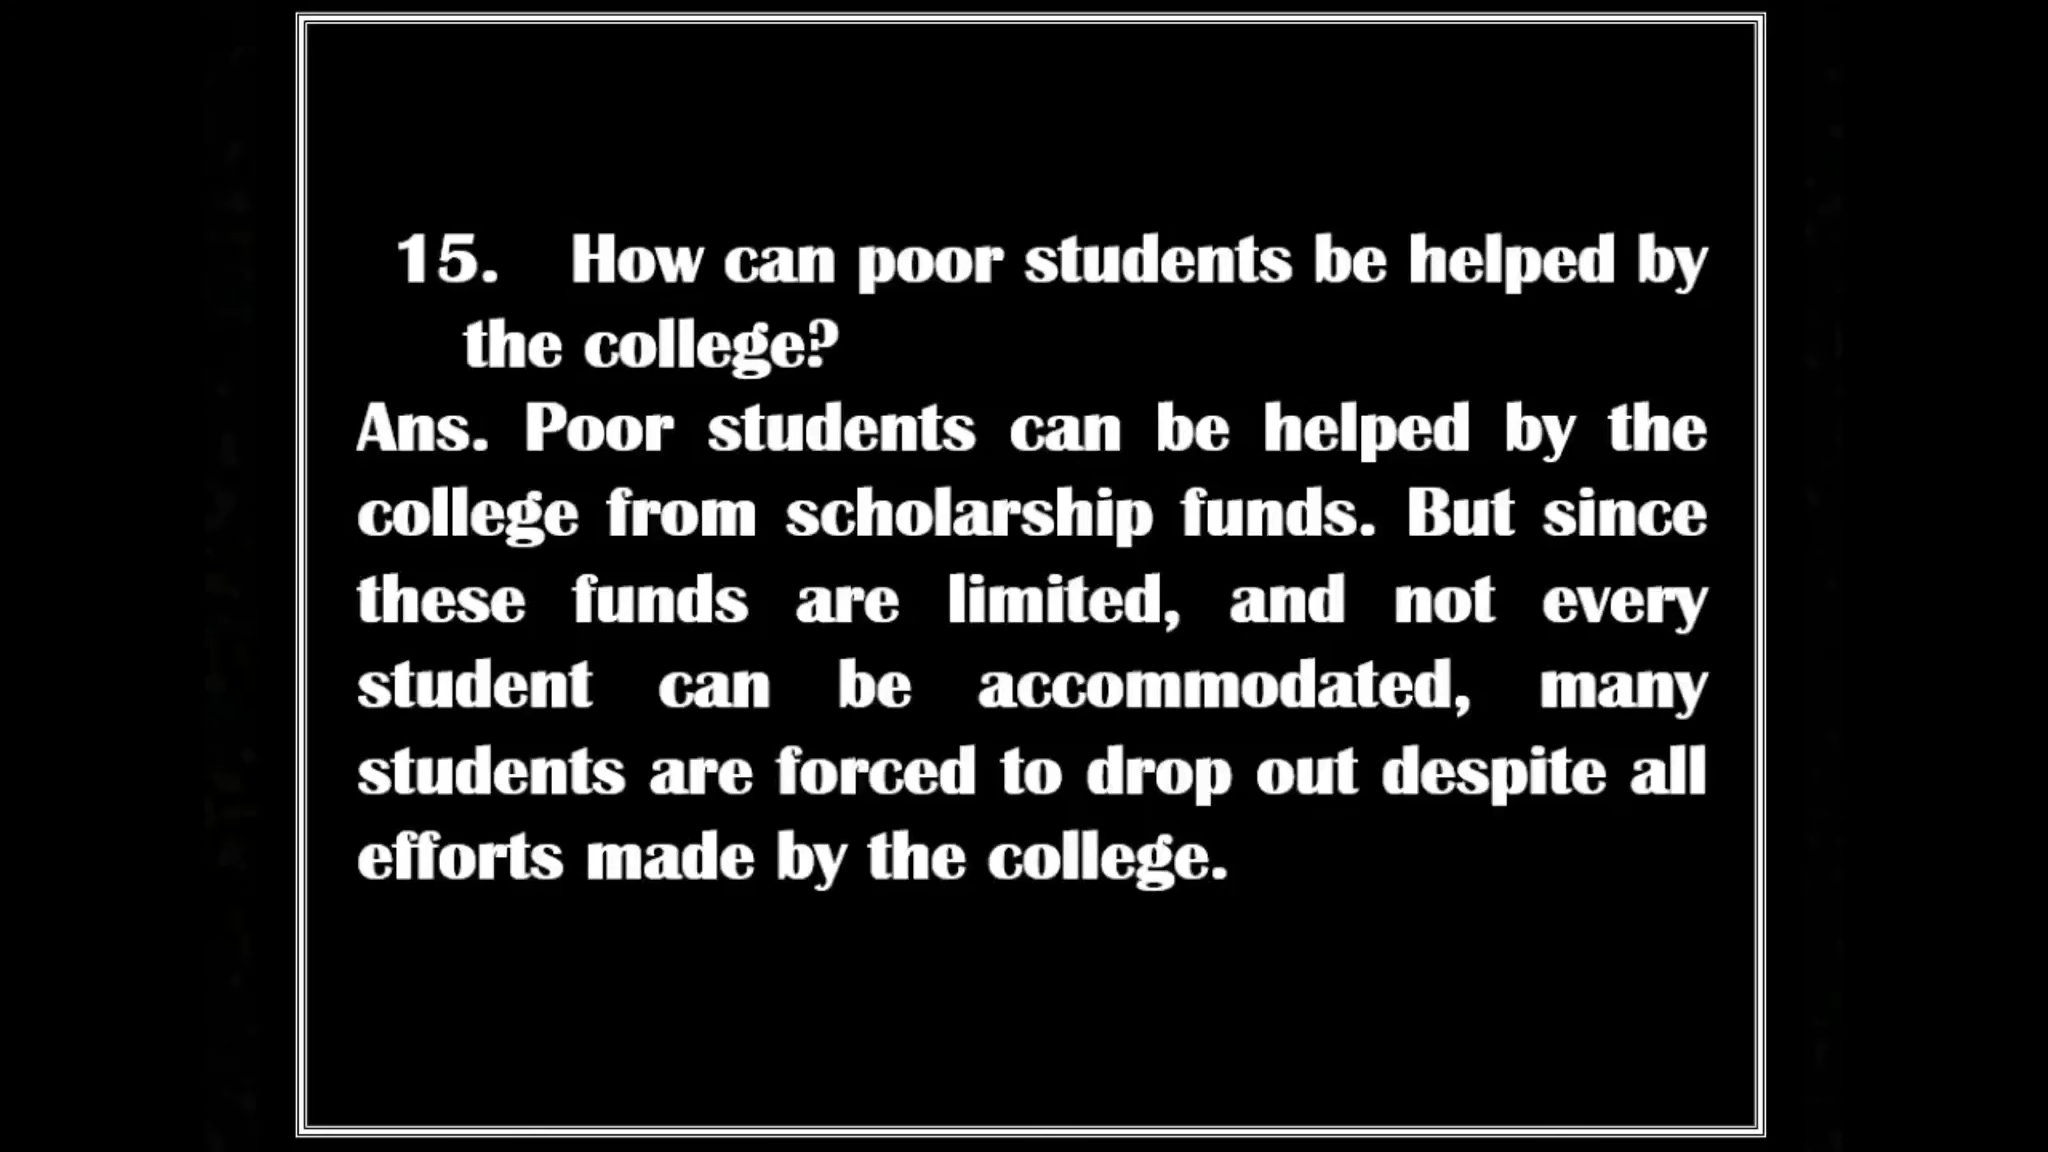 15. How can poor students be helped by
the college?
Ans. Poor students can be helped by the
college from scholarship funds. But since
these funds are limited, and not every
student can be accommodated, many
students are forced to drop out despite all
efforts made by the college.